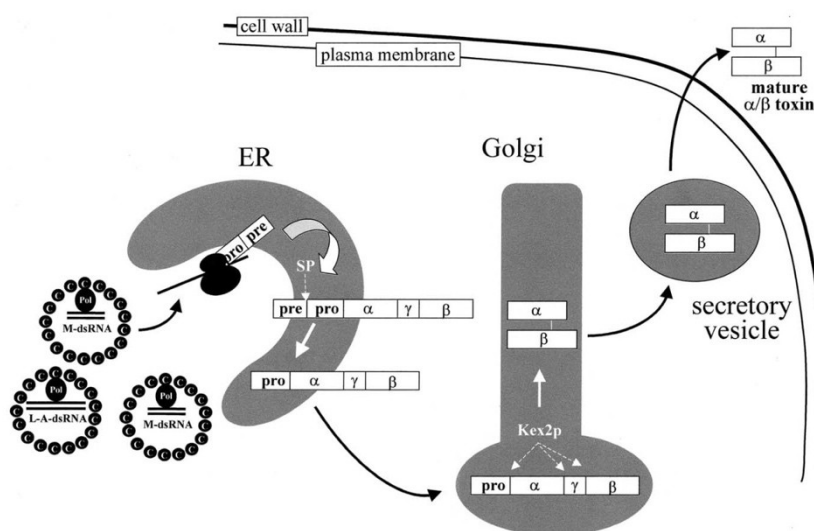 cell wall
plasma membrane
α
β
mature
α/β toxin
ER
Golgi
pro pre
SP
α
β
secretory
vesicle
Pol
M-dsRNA
C C C C C C C C C C C C C C C C C C
pre pro α γ β
α
β
pro α γ β
Pol
L-A-dsRNA
Pol
M-dsRNA
Kex2p
pro α γ β